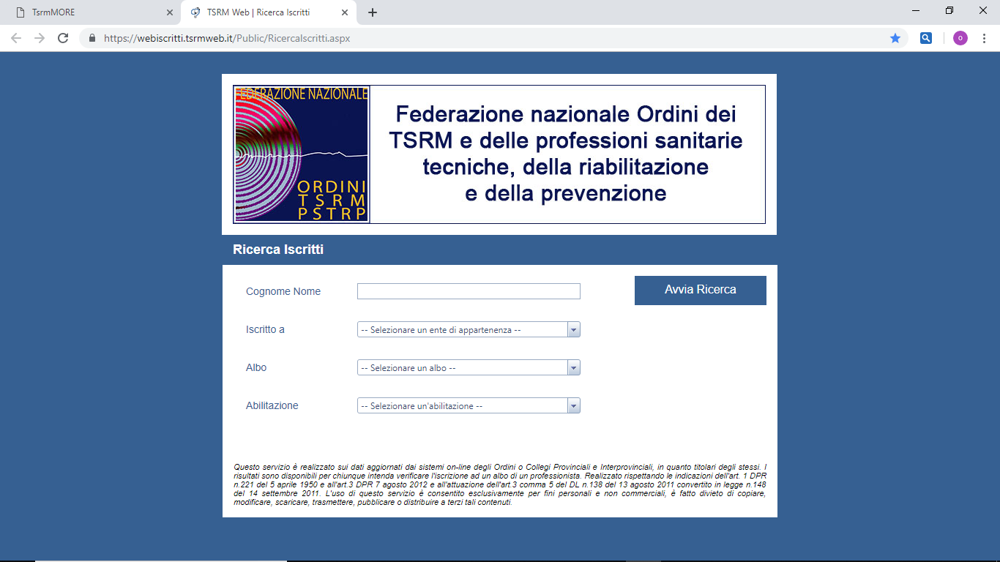 TsrmMORE
TSRM Web | Ricerca Iscritti
https://webiscritti.tsrmweb.it/Public/RicercaIscritti.aspx
o
FEDERAZIONE NAZIONALE
ORDINI
TSRM
PSTRP
Federazione nazionale Ordini dei
TSRM e delle professioni sanitarie
tecniche, della riabilitazione
e della prevenzione
Ricerca Iscritti
Cognome Nome
Avvia Ricerca
Iscritto a
-- Selezionare un ente di appartenenza --
Albo
-- Selezionare un albo --
Abilitazione
-- Selezionare un'abilitazione --
Questo servizio è realizzato sui dati aggiornati dai sistemi on-line degli Ordini o Collegi Provinciali e Interprovinciali, in quanto titolari degli stessi. I
risultati sono disponibili per chiunque intenda verificare l'iscrizione ad un albo di un professionista. Realizzato rispettando le indicazioni dell'art. 1 DPR
n.221 del 5 aprile 1950 e all'art.3 DPR 7 agosto 2012 e all'attuazione dell'art.3 comma 5 del DL n.138 del 13 agosto 2011 convertito in legge n.148
del 14 settembre 2011. L'uso di questo servizio è consentito esclusivamente per fini personali e non commerciali, è fatto divieto di copiare,
modificare, scaricare, trasmettere, pubblicare o distribuire a terzi tali contenuti.